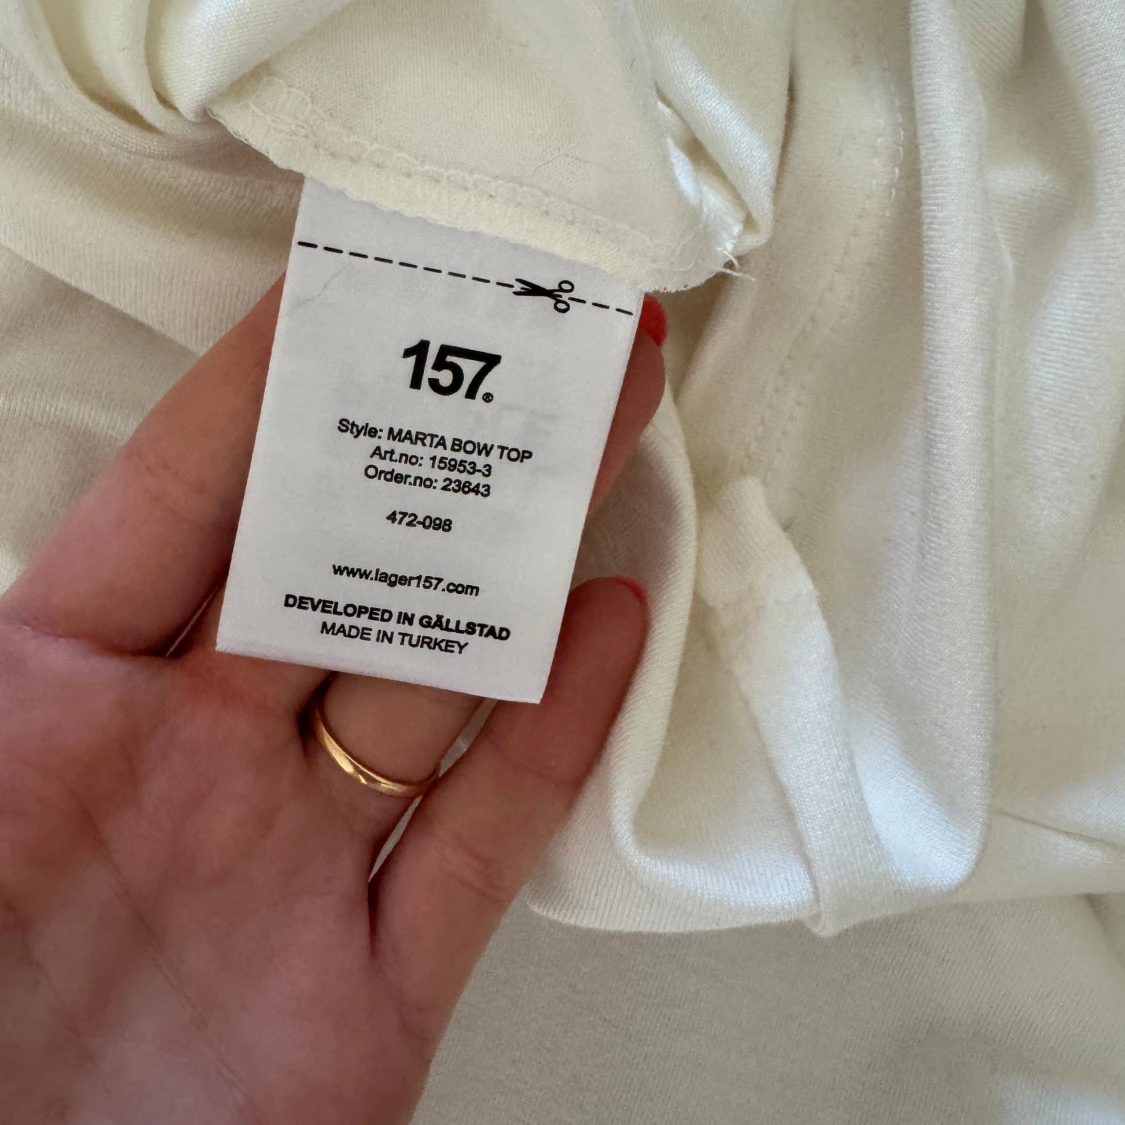 157®
Style: MARTA BOW TOP
Art.no: 15953-3
Order.no: 23643
472-098
www.lager157.com
DEVELOPED IN GÄLLSTAD
MADE IN TURKEY